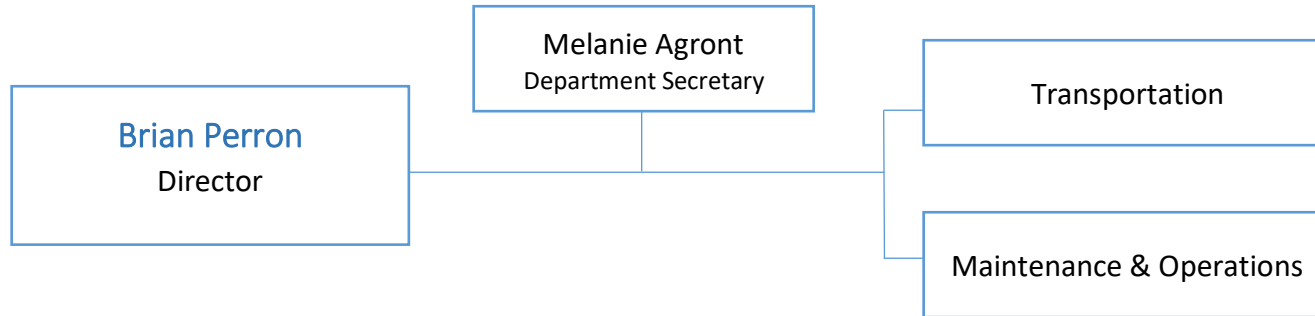 Melanie Agront
Department Secretary
Brian Perron
Director
Transportation
Maintenance & Operations